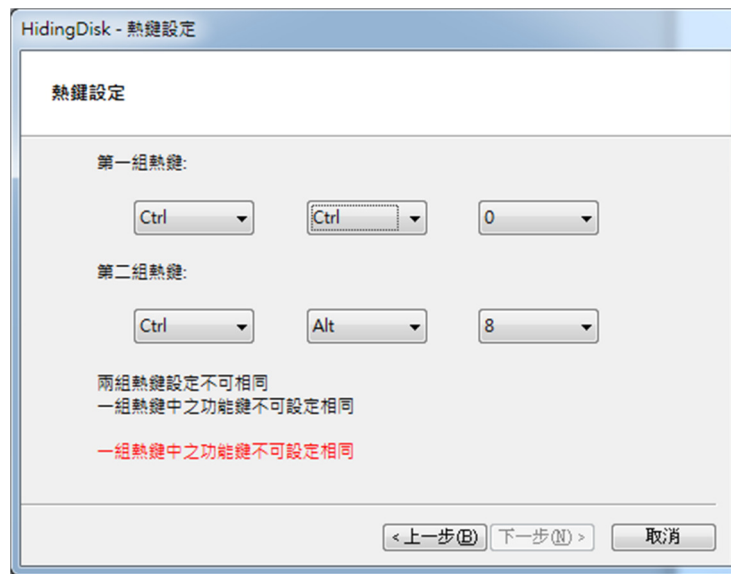 HidingDisk - 熱鍵設定
熱鍵設定
第一組熱鍵:
Ctrl Ctrl 0
第二組熱鍵:
Ctrl Alt 8
兩組熱鍵設定不可相同
一組熱鍵中之功能鍵不可設定相同
一組熱鍵中之功能鍵不可設定相同
<上一步(B) 下一步(N)> 取消